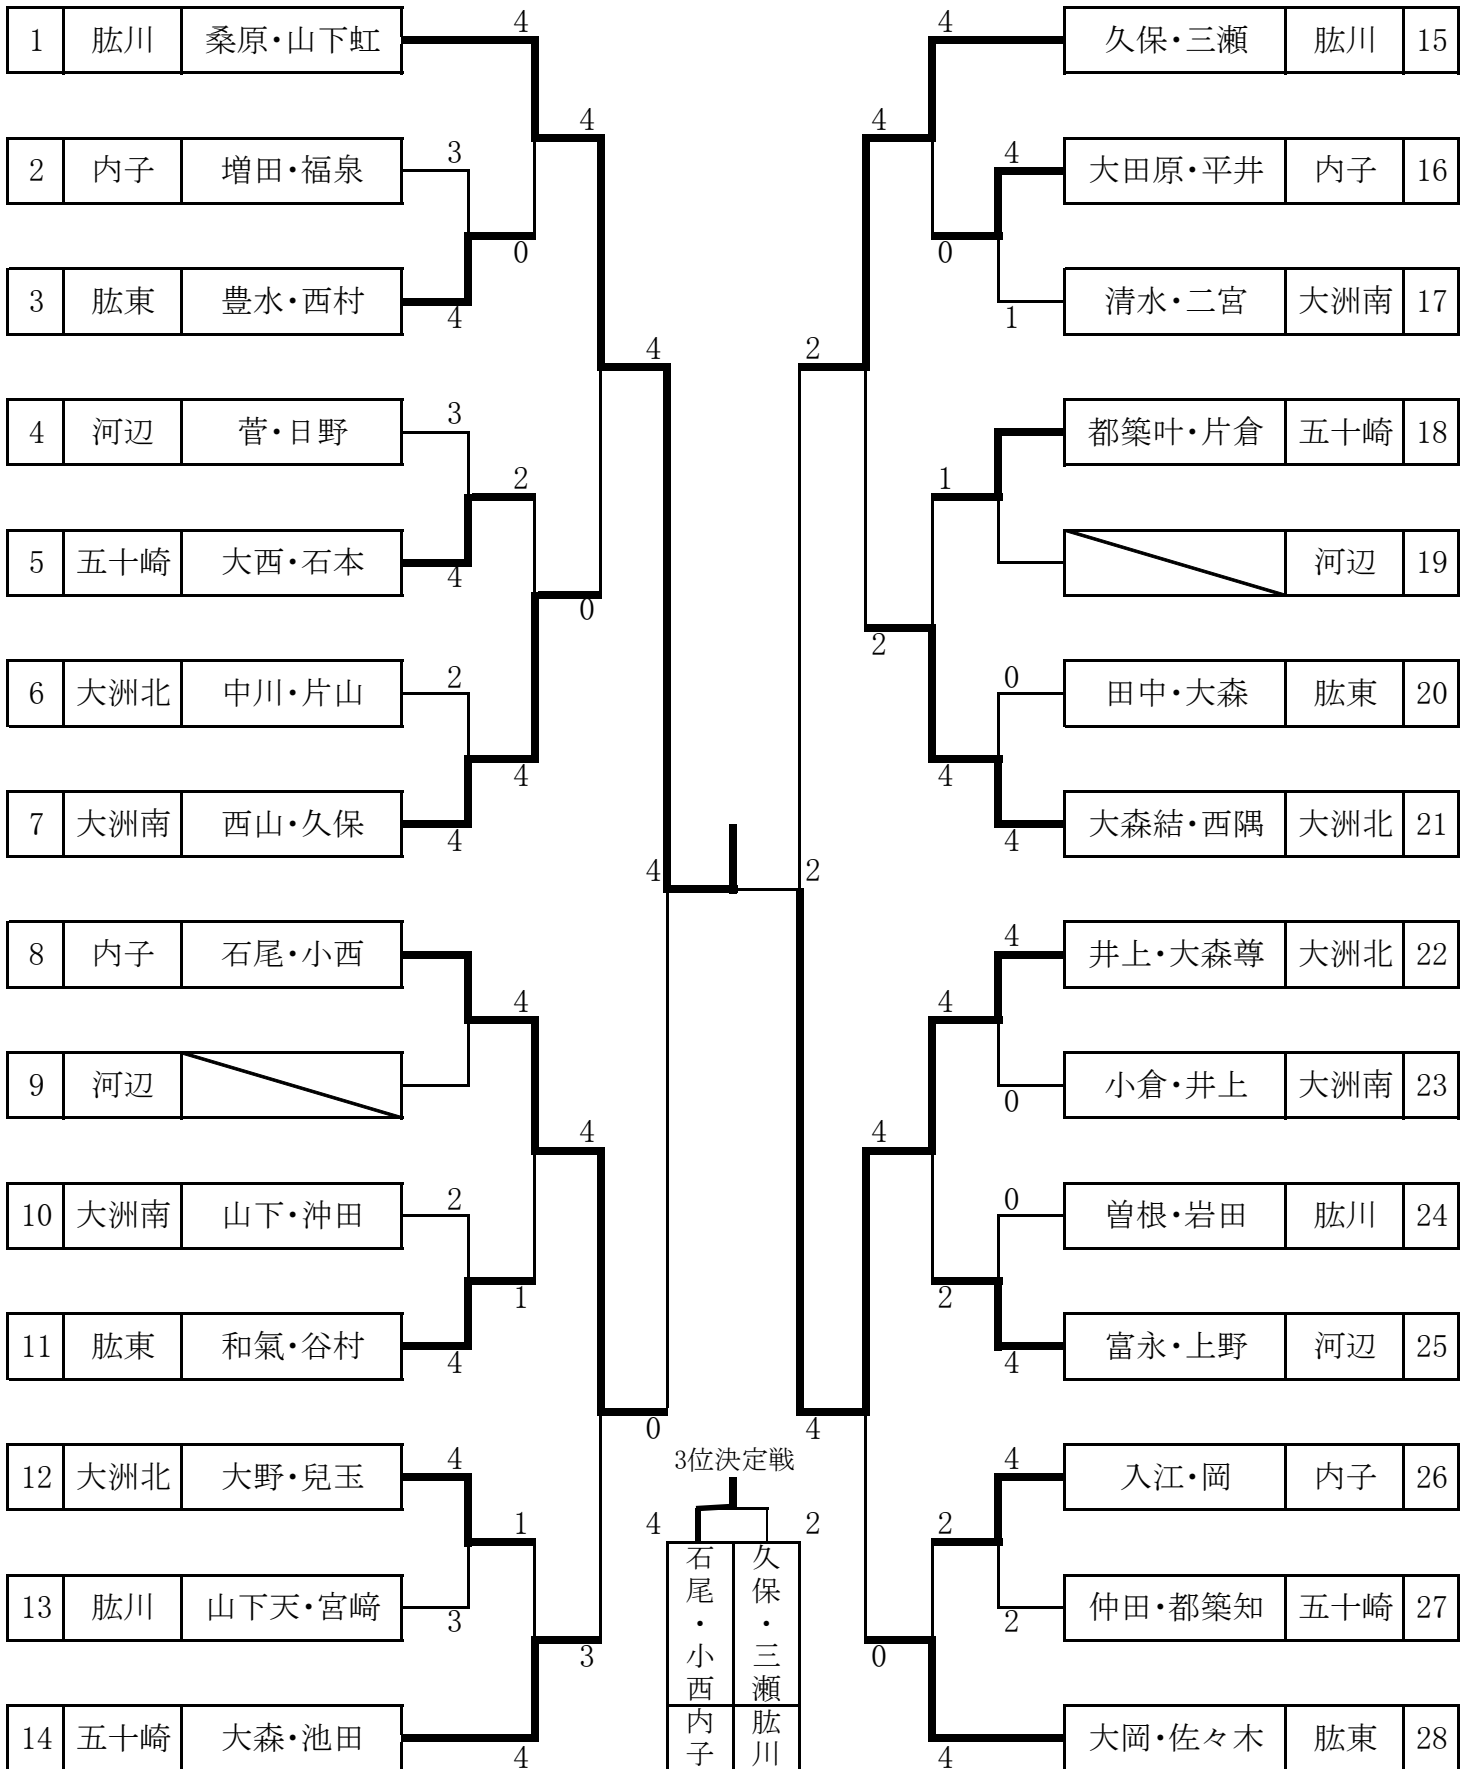 1 肱川 桑原・山下虹
4
4
久保・三瀬 肱川 15
4
4
2 内子 増田・福泉
3
4
大田原・平井 内子 16
0
0
3 肱東 豊水・西村
4
1
清水・二宮 大洲南 17
4
2
4 河辺 菅・日野
3
都築叶・片倉 五十崎 18
2
1
5 五十崎 大西・石本
4
河辺 19
0
2
6 大洲北 中川・片山
2
0
田中・大森 肱東 20
4
4
7 大洲南 西山・久保
4
4
大森結・西隅 大洲北 21
4
2
8 内子 石尾・小西
4
井上・大森尊 大洲北 22
4
4
9 河辺
0
小倉・井上 大洲南 23
4
4
10 大洲南 山下・沖田
2
0
曽根・岩田 肱川 24
1
2
11 肱東 和氣・谷村
4
4
富永・上野 河辺 25
0
4
12 大洲北 大野・兒玉
4
3位決定戦
4
入江・岡 内子 26
1
4
2
2
13 肱川 山下天・宮﨑
3
石尾・小西
久保・三瀬
2
仲田・都築知 五十崎 27
3
0
14 五十崎 大森・池田
4
内子
肱川
4
大岡・佐々木 肱東 28